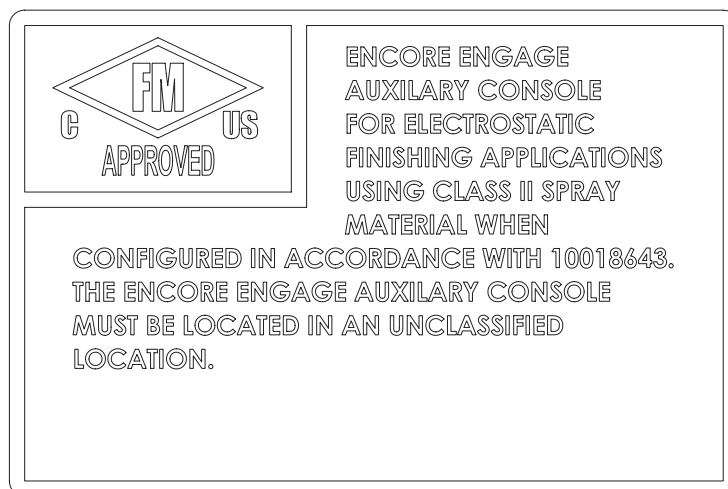 FM
C US
APPROVED
ENCORE ENGAGE
AUXILARY CONSOLE
FOR ELECTROSTATIC
FINISHING APPLICATIONS
USING CLASS II SPRAY
MATERIAL WHEN
CONFIGURED IN ACCORDANCE WITH 10018643.
THE ENCORE ENGAGE AUXILARY CONSOLE
MUST BE LOCATED IN AN UNCLASSIFIED
LOCATION.